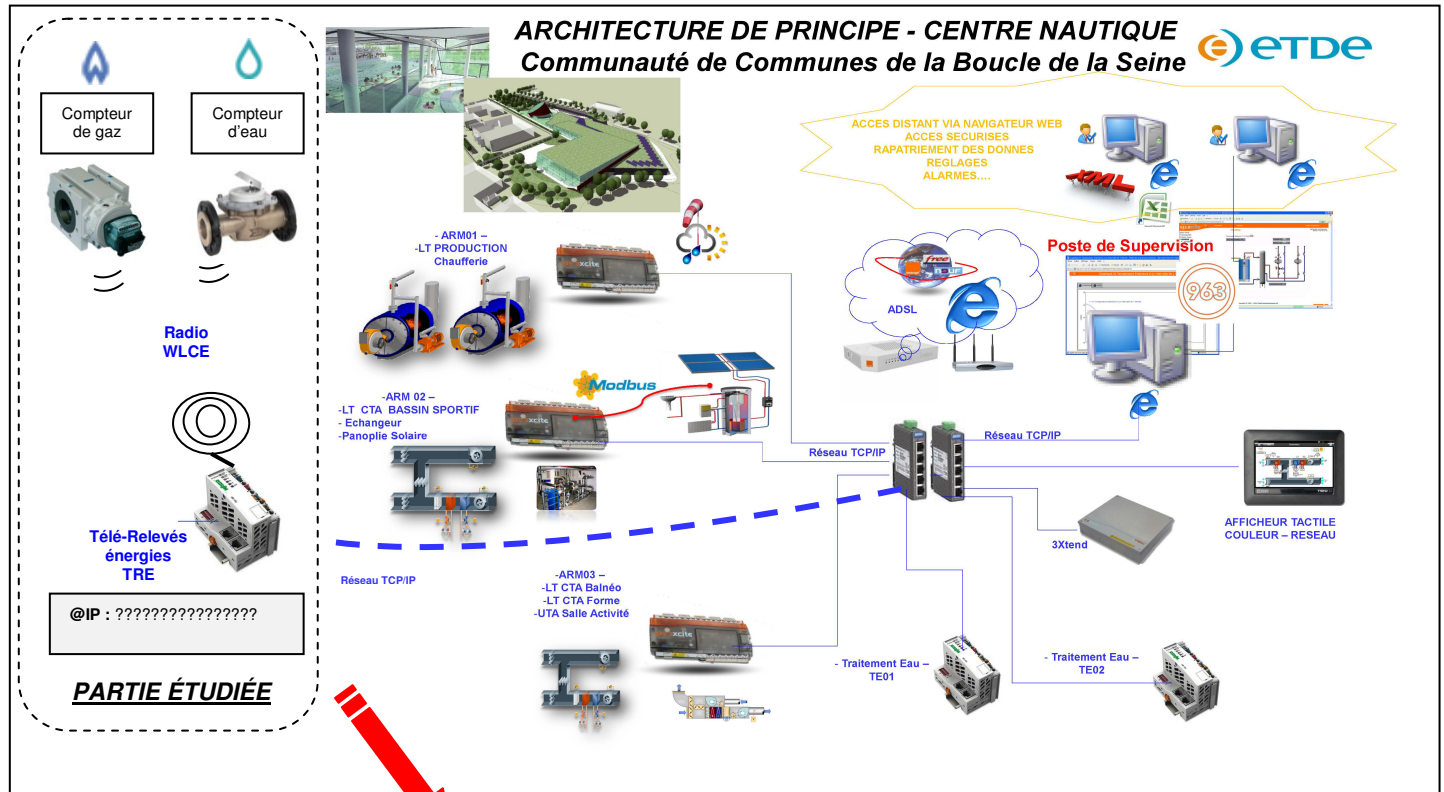 ARCHITECTURE DE PRINCIPE - CENTRE NAUTIQUE
Communauté de Communes de la Boucle de la Seine
eTDe
Compteur
de gaz
Compteur
d'eau
Radio
WLCE
Télé-Relevés
énergies
TRE
@IP : ????????????????
PARTIE ÉTUDIÉE
ACCES DISTANT VIA NAVIGATEUR WEB
ACCES SECURISES
RAPATRIEMENT DES DONNES
REGLAGES
ALARMES….
XML
- ARM01 –
-LT PRODUCTION
Chaufferie
xcite
free
ADSL
Poste de Supervision
963
Modbus
-ARM 02 –
-LT CTA BASSIN SPORTIF
- Echangeur
-Panoplie Solaire
xcite
Réseau TCP/IP
Réseau TCP/IP
AFFICHEUR TACTILE
COULEUR – RESEAU
3Xtend
Réseau TCP/IP
-ARM03 –
-LT CTA Balnéo
-LT CTA Forme
-UTA Salle Activité
xcite
- Traitement Eau –
TE01
- Traitement Eau –
TE02